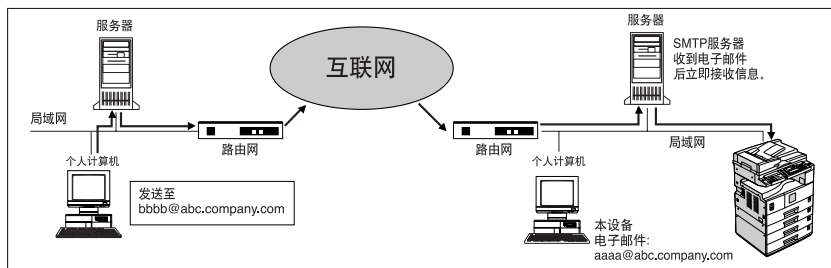 服务器
局域网
个人计算机
发送至
bbbb@abc.company.com
路由网
互联网
路由网
服务器
SMTP服务器
收到电子邮件
后立即接收信息。
局域网
个人计算机
本设备
电子邮件:
aaaa@abc.company.com